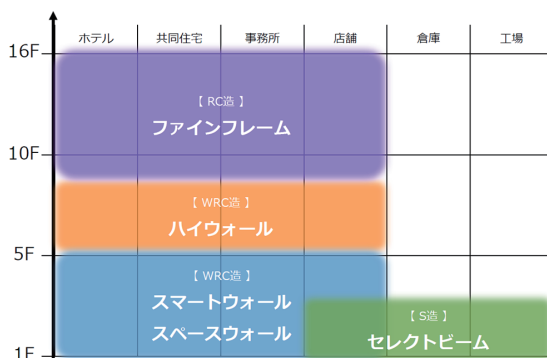 ホテル 共同住宅 事務所 店舗 倉庫 工場
16F
【 RC造 】
ファインフレーム
10F
【 WRC造 】
ハイウォール
5F
【 WRC造 】
スマートウォール
スペースウォール
【 S造 】
セレクトビーム
1F